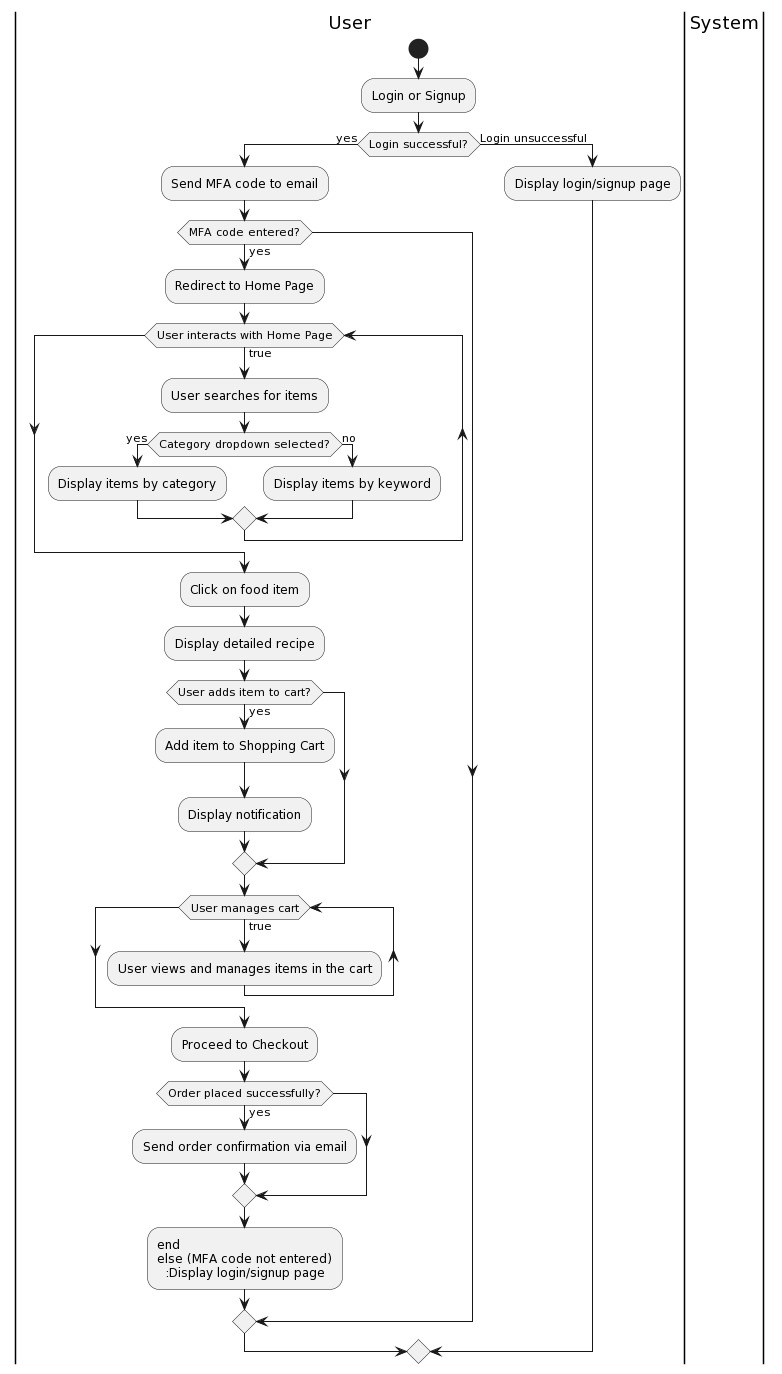 User
System
Login or Signup
Login successful?
yes
Login unsuccessful
Send MFA code to email
Display login/signup page
MFA code entered?
yes
Redirect to Home Page
User interacts with Home Page
true
User searches for items
Category dropdown selected?
yes
no
Display items by category
Display items by keyword
Click on food item
Display detailed recipe
User adds item to cart?
yes
Add item to Shopping Cart
Display notification
User manages cart
true
User views and manages items in the cart
Proceed to Checkout
Order placed successfully?
yes
Send order confirmation via email
end
else (MFA code not entered)
:Display login/signup page